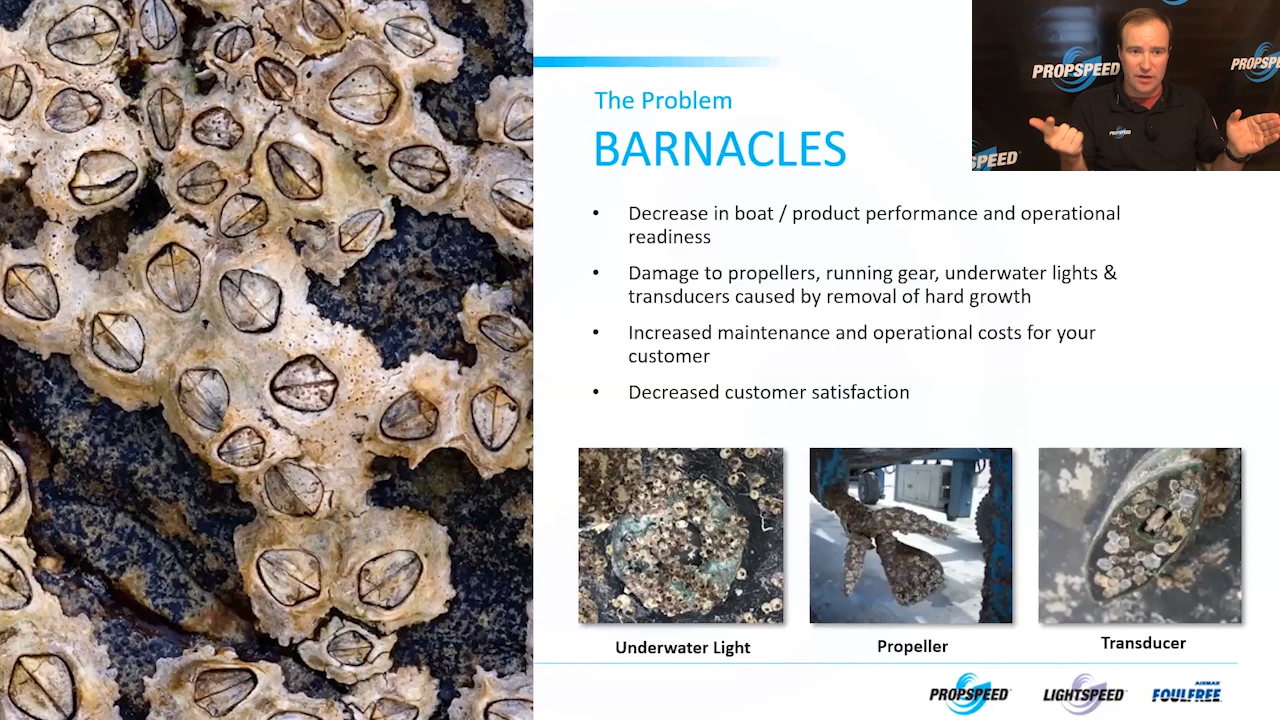 The Problem
BARNACLES
• Decrease in boat / product performance and operational
readiness
• Damage to propellers, running gear, underwater lights &
transducers caused by removal of hard growth
• Increased maintenance and operational costs for your
customer
• Decreased customer satisfaction
Underwater Light
Propeller
Transducer
PROPSPEED
LIGHTSPEED
AIRMAR
FOULFREE
PROPSPEED
PROPSPE
SPEED
PROPSPEED